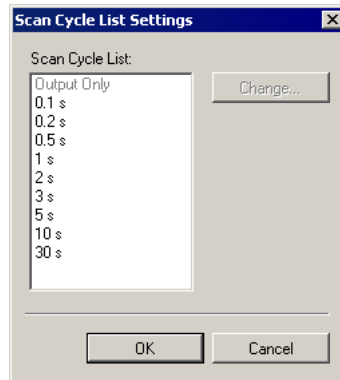 Scan Cycle List Settings
Scan Cycle List:
Output Only
0.1 s
0.2 s
0.5 s
1 s
2 s
3 s
5 s
10 s
30 s
Change...
OK
Cancel